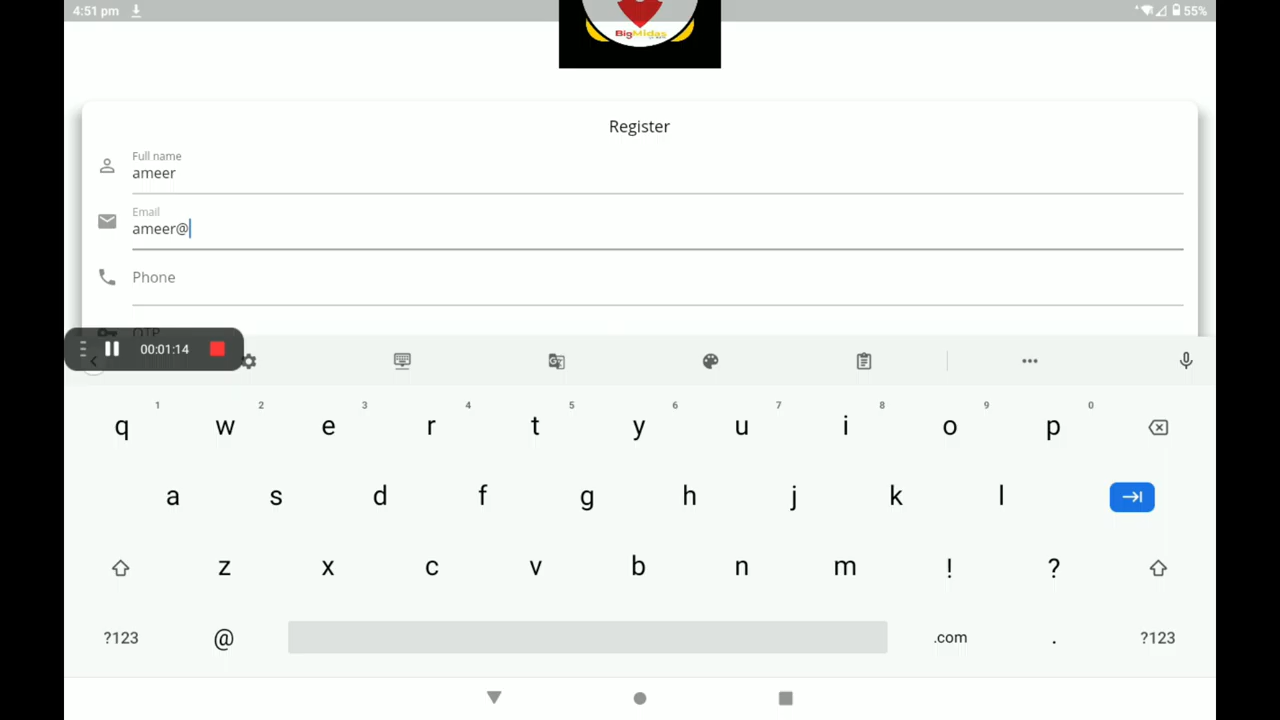 4:51 pm
55%
BigMidas
Register
Full name
ameer
Email
ameer@
Phone
OTP
00:01:14
1 2 3 4 5 6 7 8 9 0
q w e r t y u i o p
a s d f g h j k l
z x c v b n m ! ?
?123 @ .com . ?123